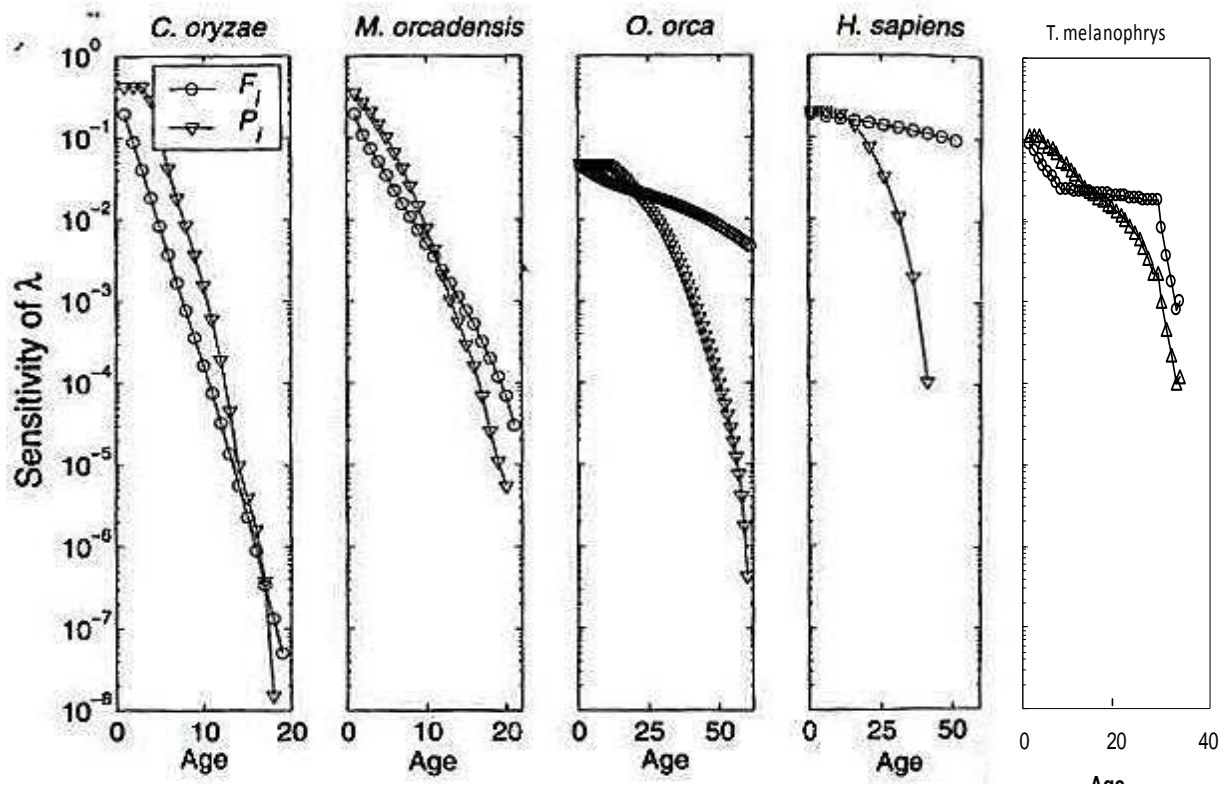 C. oryzae
M. orcadensis
O. orca
H. sapiens
T. melanophrys
Sensitivity of λ
10⁰
10⁻¹
10⁻²
10⁻³
10⁻⁴
10⁻⁵
10⁻⁶
10⁻⁷
10⁻⁸
F_i
P_i
0 10 20
0 10 20
0 25 50
0 25 50
0 20 40
Age
Age
Age
Age
Age